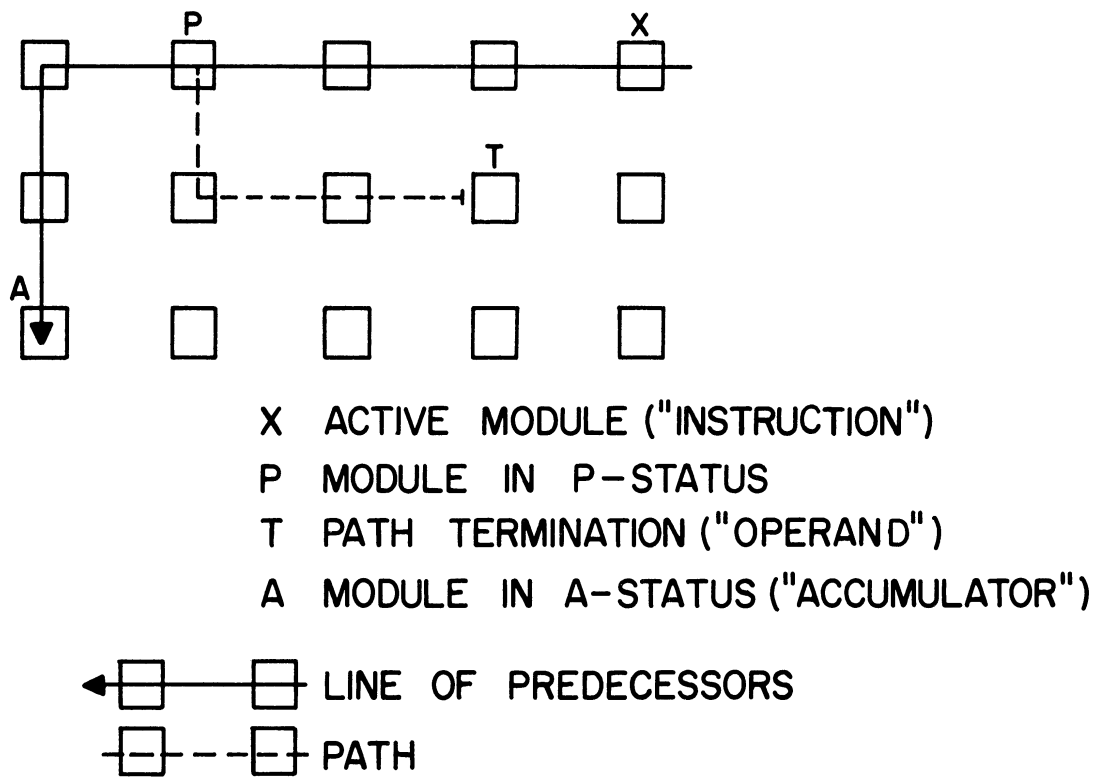 P X
T
A
X ACTIVE MODULE ("INSTRUCTION")
P MODULE IN P-STATUS
T PATH TERMINATION ("OPERAND")
A MODULE IN A-STATUS ("ACCUMULATOR")
LINE OF PREDECESSORS
PATH